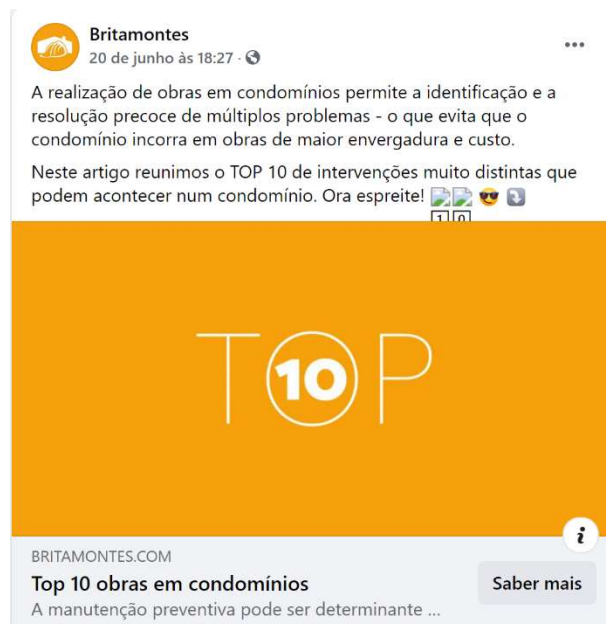 Britamontes
20 de junho às 18:27 ·
A realização de obras em condomínios permite a identificação e a
resolução precoce de múltiplos problemas - o que evita que o
condomínio incorra em obras de maior envergadura e custo.
Neste artigo reunimos o TOP 10 de intervenções muito distintas que
podem acontecer num condomínio. Ora espreite! 😎 ⤵️
1 0
TOP
10
i
BRITAMONTES.COM
Top 10 obras em condomínios
Saber mais
A manutenção preventiva pode ser determinante ...